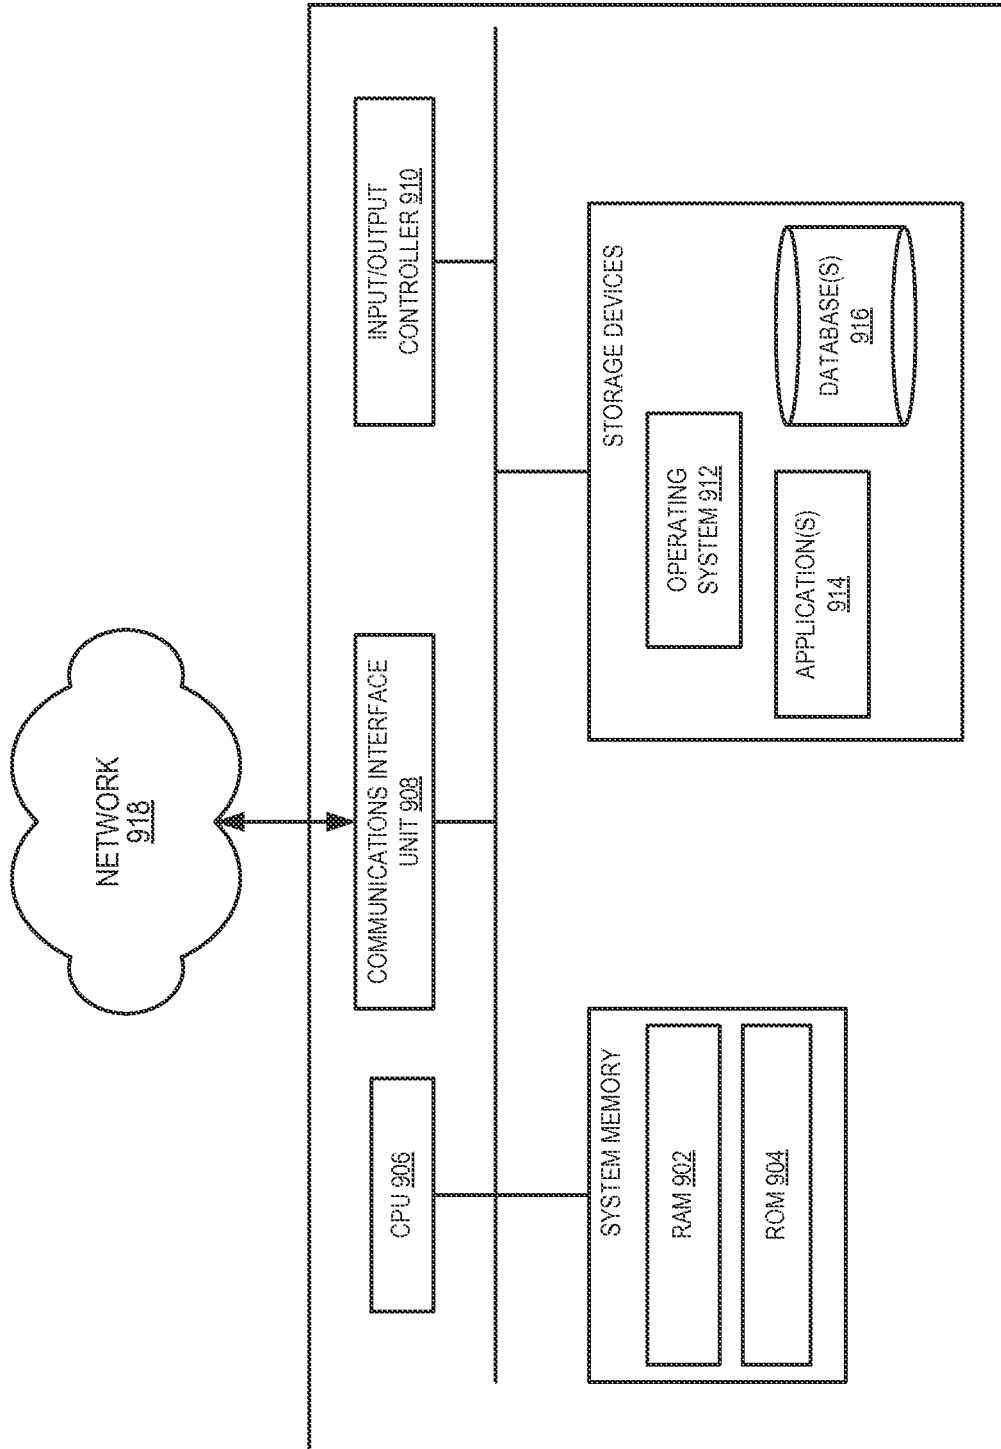 NETWORK
918
CPU 906
COMMUNICATIONS INTERFACE
UNIT 908
INPUT/OUTPUT
CONTROLLER 910
SYSTEM MEMORY
RAM 902
ROM 904
STORAGE DEVICES
OPERATING
SYSTEM 912
APPLICATION(S)
914
DATABASE(S)
916